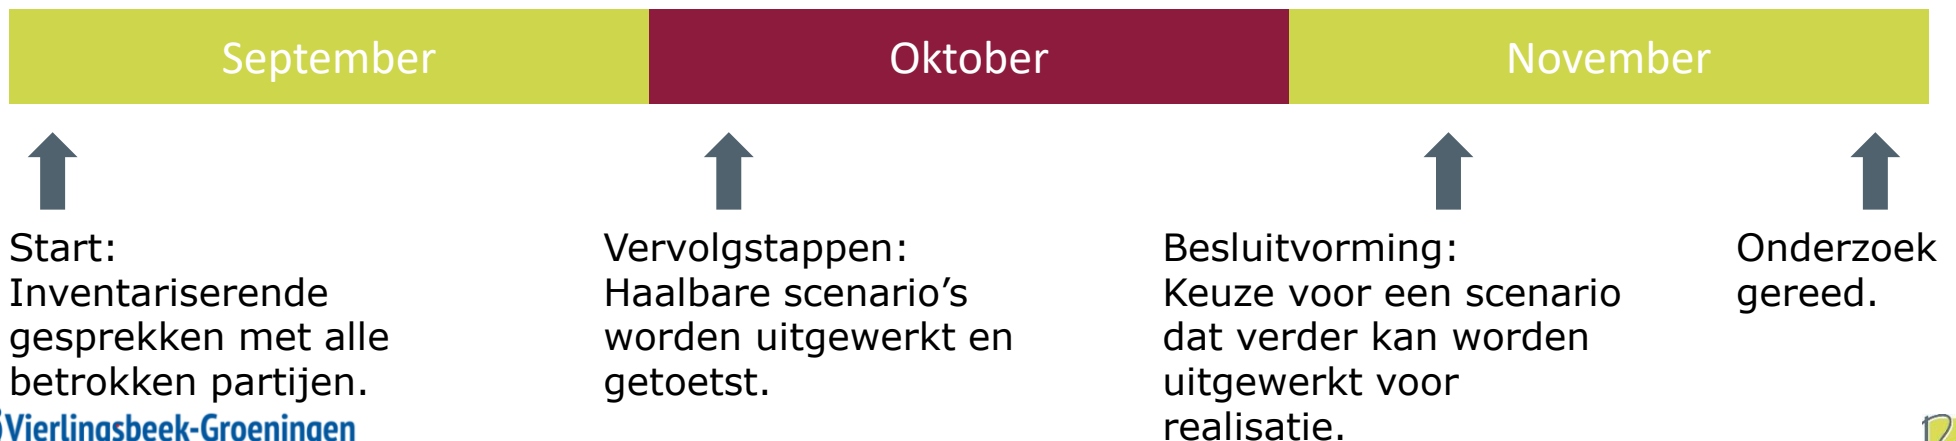 September
Oktober
November
Start:
Inventariserende
gesprekken met alle
betrokken partijen.
Vervolgstappen:
Haalbare scenario’s
worden uitgewerkt en
getoetst.
Besluitvorming:
Keuze voor een scenario
dat verder kan worden
uitgewerkt voor
realisatie.
Onderzoek
gereed.
Vierlingsbeek-Groeningen